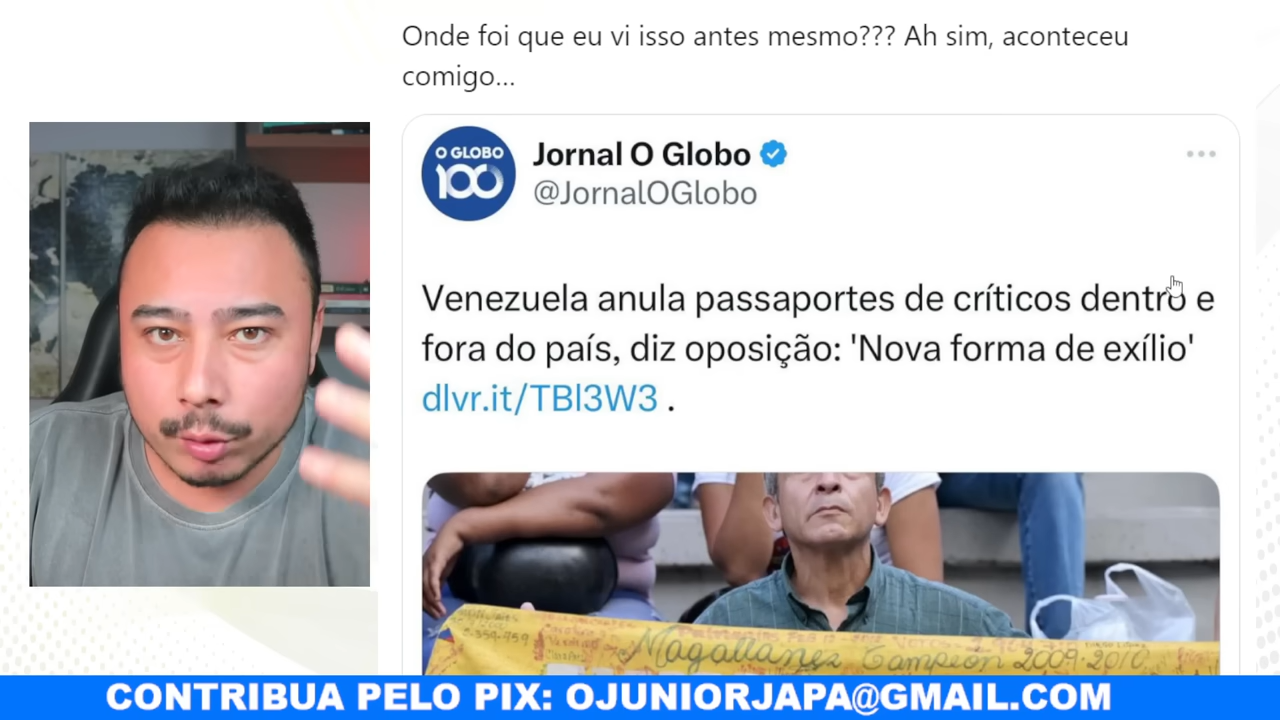 Onde foi que eu vi isso antes mesmo??? Ah sim, aconteceu
comigo...
O GLOBO
100
Jornal O Globo
@JornalOGlobo
Venezuela anula passaportes de críticos dentro e
fora do país, diz oposição: 'Nova forma de exílio'
dlvr.it/TBl3W3 .
Magallanes Campeon 2009-2010
CONTRIBUA PELO PIX: OJUNIORJAPA@GMAIL.COM